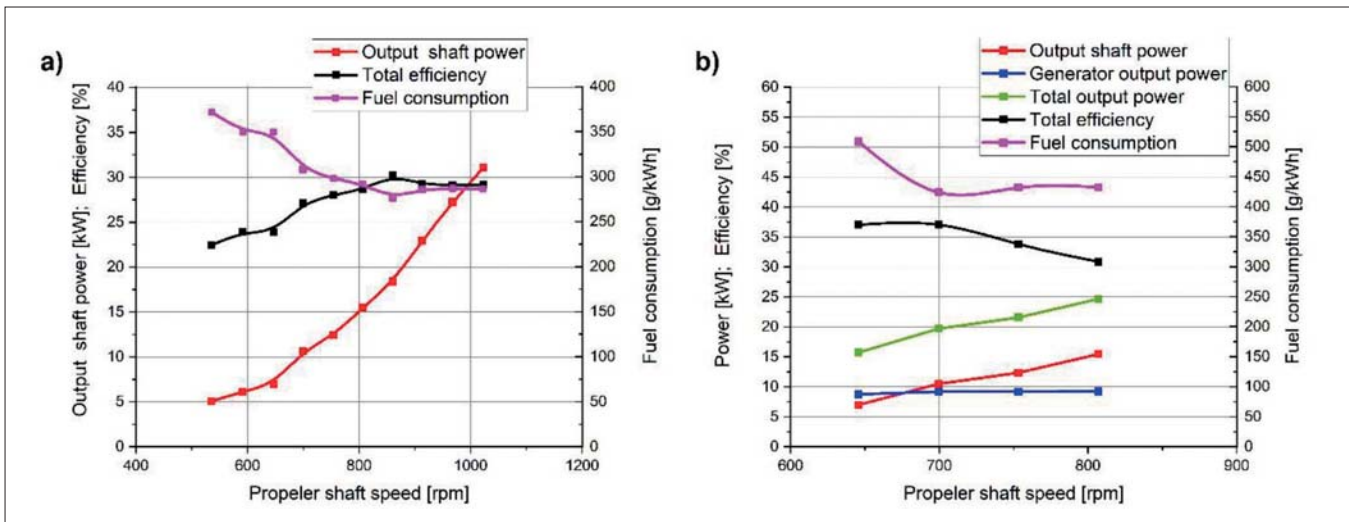 a)
Output shaft power
Total efficiency
Fuel consumption
Output shaft power [kW]; Efficiency [%]
40
35
30
25
20
15
10
5
0
400
350
300
250
200
150
100
50
0
Fuel consumption [g/kWh]
400 600 800 1000 1200
Propeler shaft speed [rpm]
b)
Output shaft power
Generator output power
Total output power
Total efficiency
Fuel consumption
Power [kW]; Efficiency [%]
60
55
50
45
40
35
30
25
20
15
10
5
0
600
550
500
450
400
350
300
250
200
150
100
50
0
Fuel consumption [g/kWh]
600 700 800 900
Propeler shaft speed [rpm]